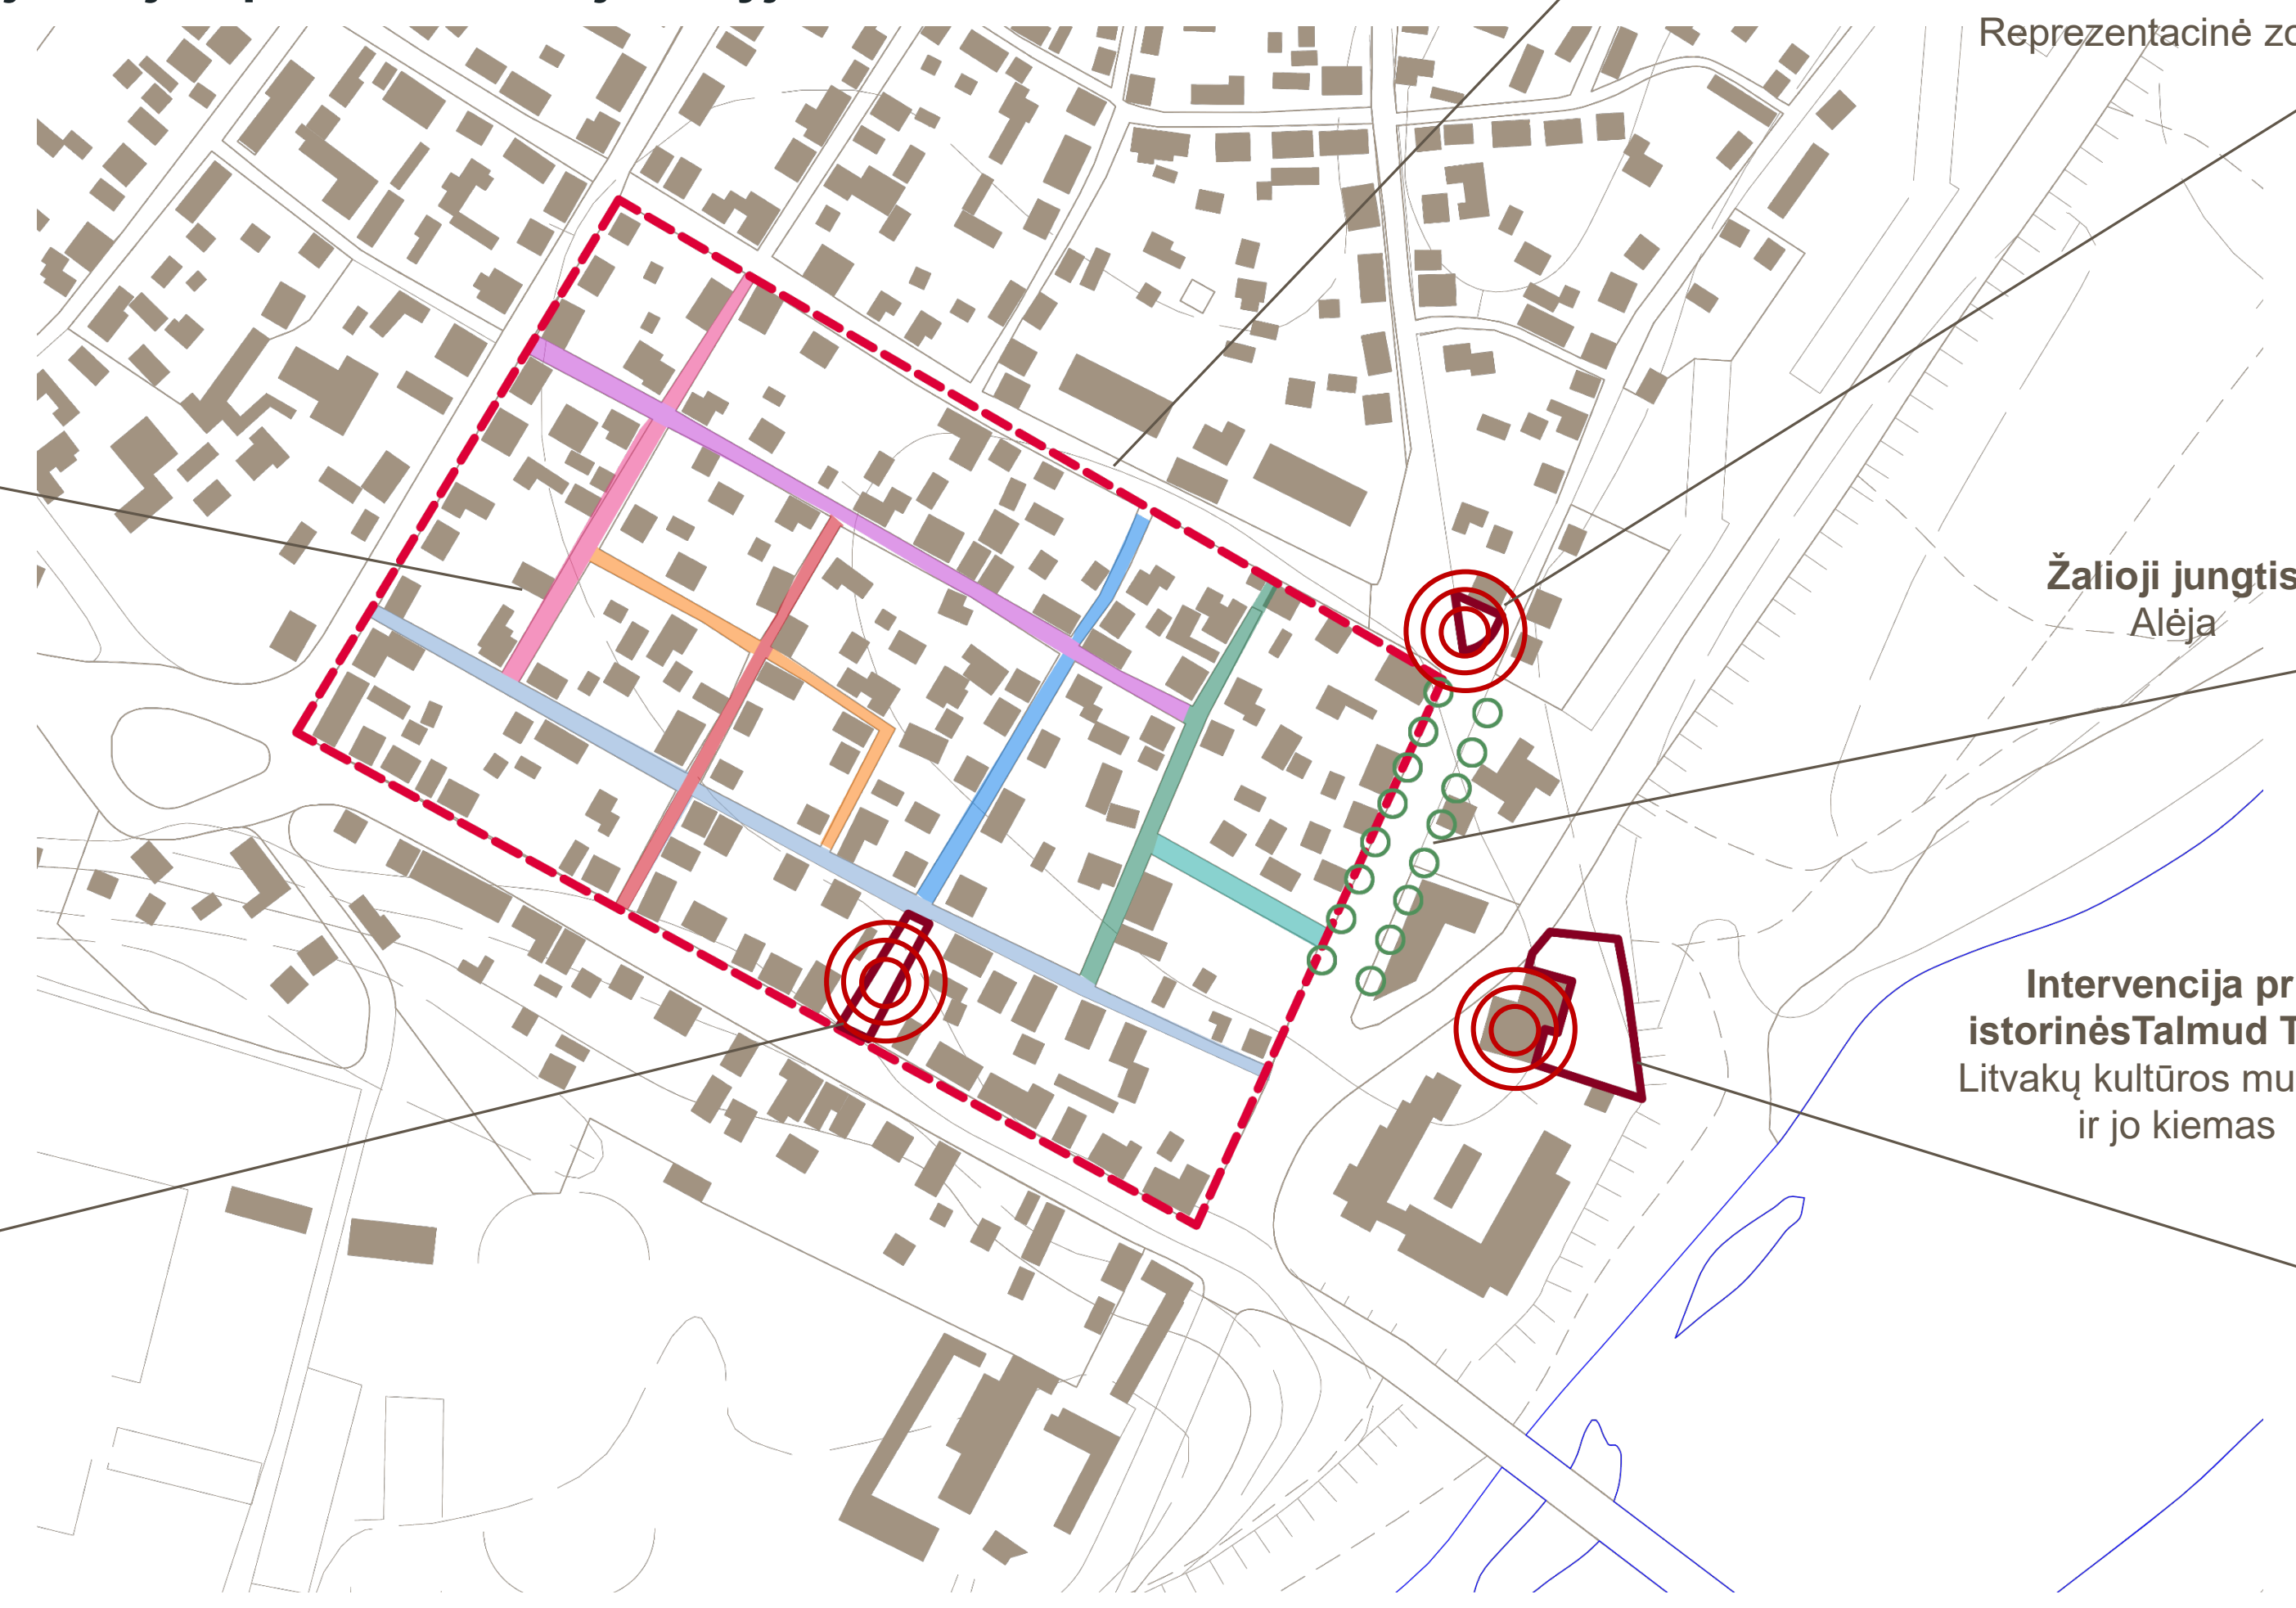 Reprezentacinė zo
Žalioji jungtis
Alėja
Intervencija pr
istorinėsTalmud T
Litvakų kultūros mu
ir jo kiemas